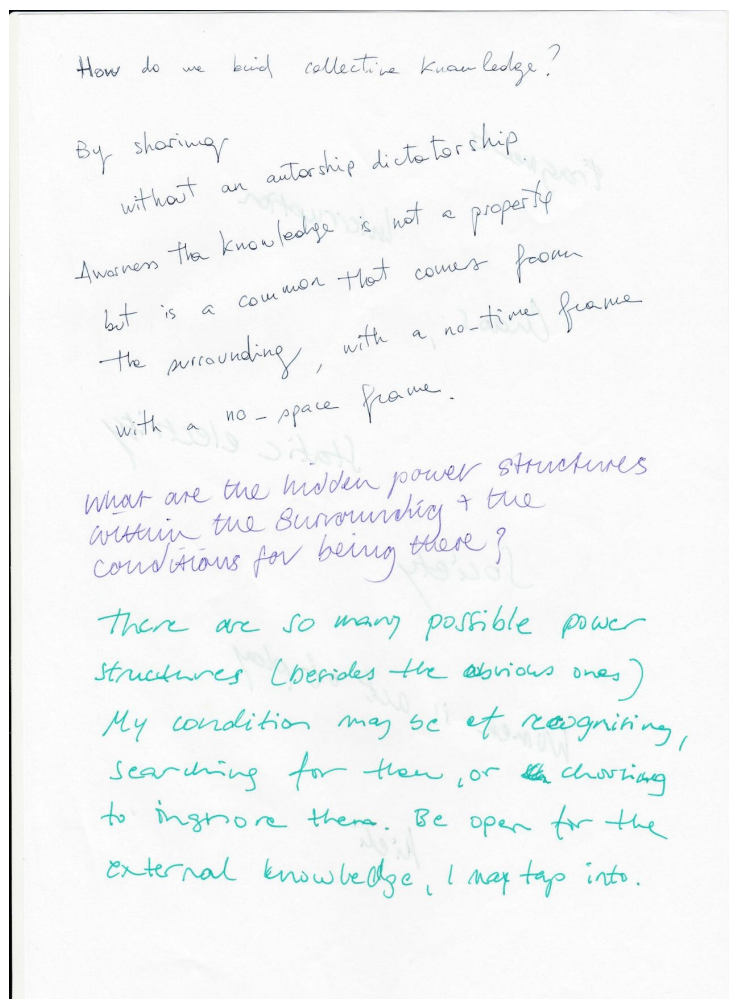 How do we bind collective knowledge?
By sharing
without an autorship dictatorship.
Awarness the knowledge is not a property
but is a common that comes from
the surrounding, with a no-time frame
with a no-space frame.
What are the hidden power structures
within the surrounding + the
conditions for being there?
There are so many possible power
structures (besides the obvious ones)
My condition may be of recognising,
searching for them, or choosing
to ingnore them. Be open for the
external knowledge, I may tap into.